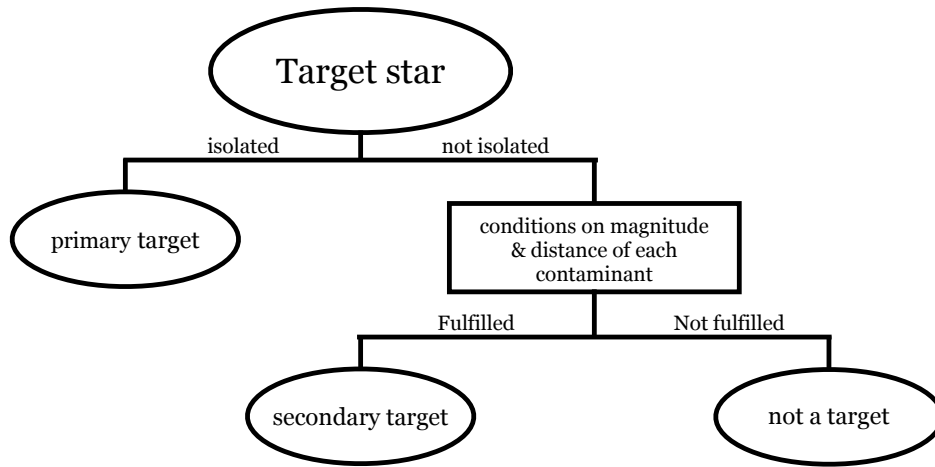 Target star
isolated
not isolated
primary target
conditions on magnitude
& distance of each
contaminant
Fulfilled
Not fulfilled
secondary target
not a target